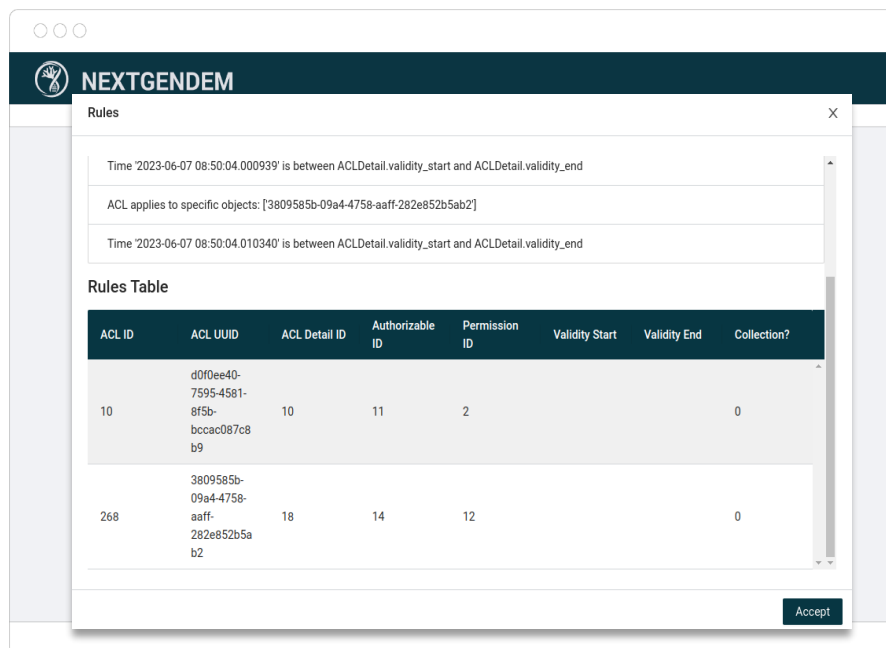 NEXTGENDEM
Rules
X
Time '2023-06-07 08:50:04.000939' is between ACLDetail.validity_start and ACLDetail.validity_end
ACL applies to specific objects: ['3809585b-09a4-4758-aaff-282e852b5ab2']
Time '2023-06-07 08:50:04.010340' is between ACLDetail.validity_start and ACLDetail.validity_end
Rules Table
ACL ID ACL UUID ACL Detail ID Authorizable ID Permission ID Validity Start Validity End Collection?
10
d0f0ee40-
7595-4581-
8f5b-
bccac087c8
b9
10 11 2 0
268
3809585b-
09a4-4758-
aaff-
282e852b5a
b2
18 14 12 0
Accept